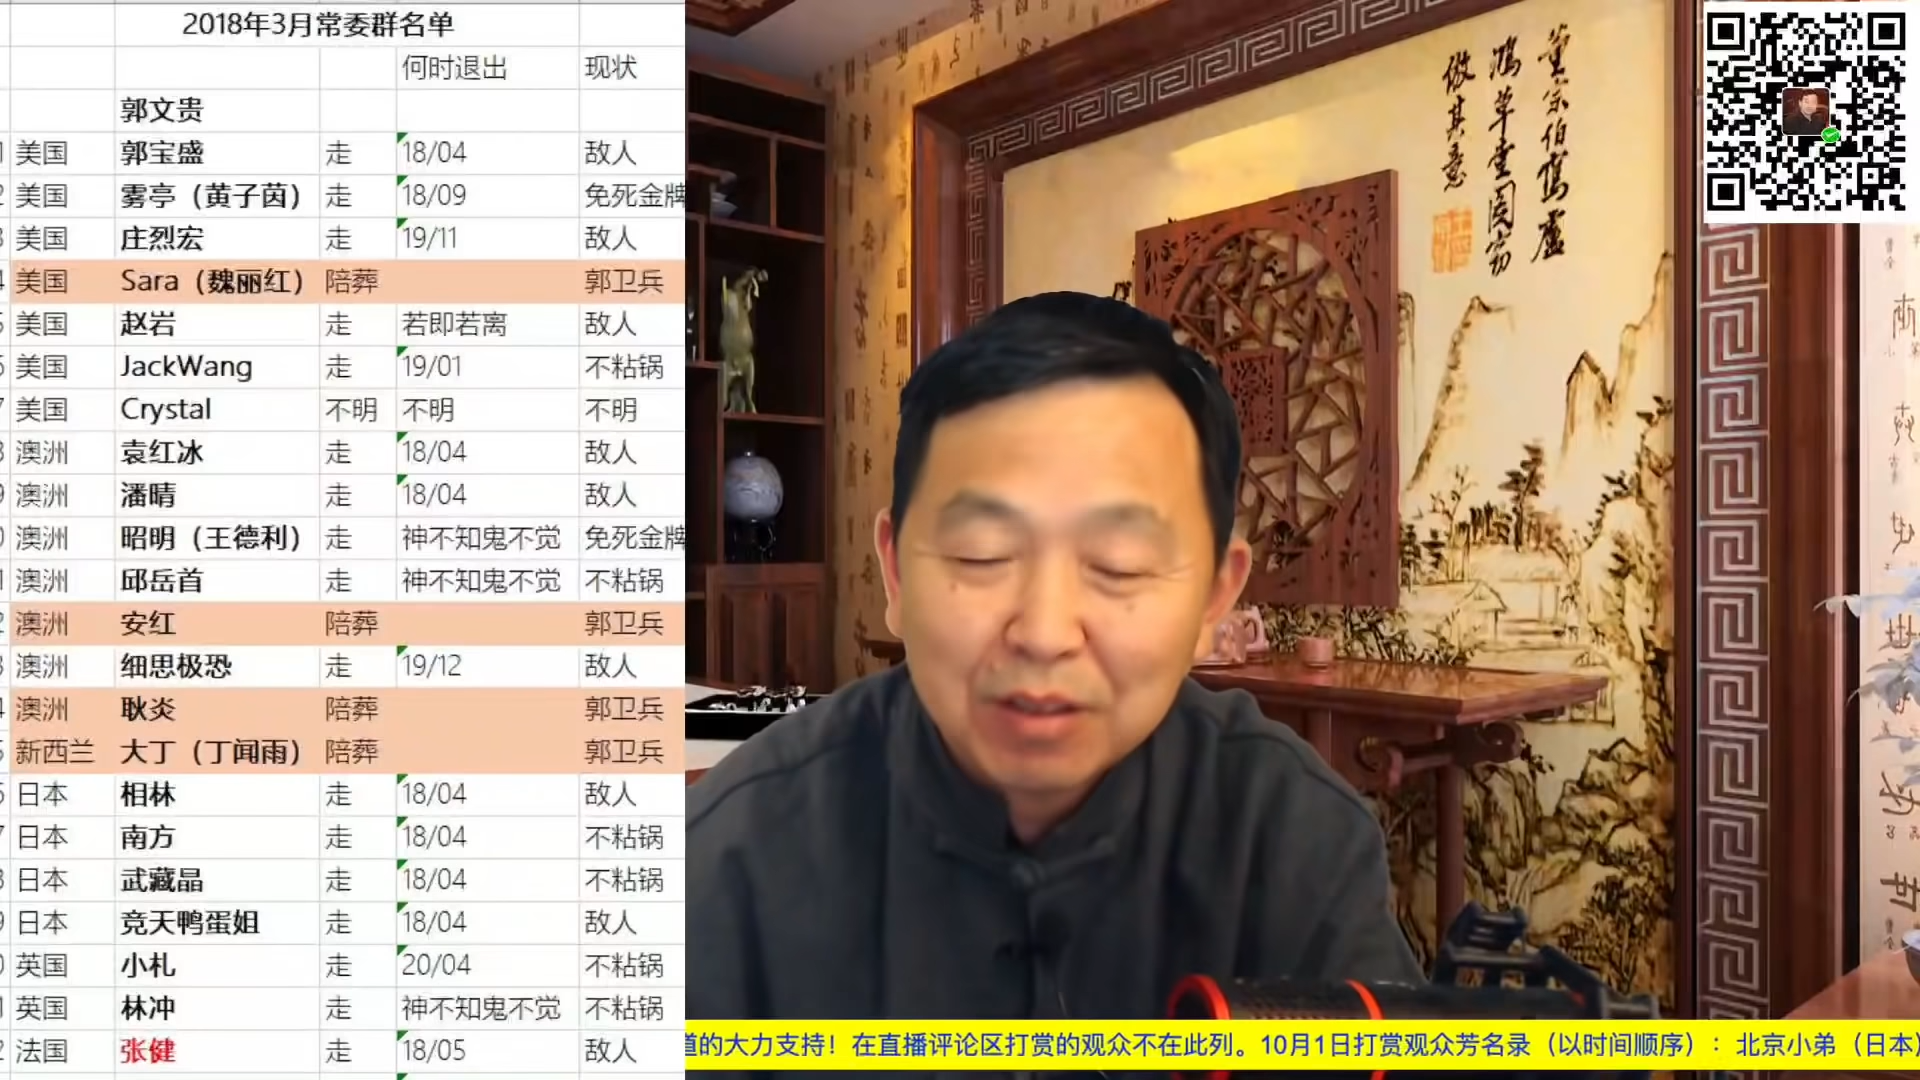 2018年3月常委群名单
何时退出 现状
郭文贵
美国 郭宝盛 走 18/04 敌人
美国 雾亭（黄子茵） 走 18/09 免死金牌
美国 庄烈宏 走 19/11 敌人
美国 Sara（魏丽红） 陪葬 郭卫兵
美国 赵岩 走 若即若离 敌人
美国 JackWang 走 19/01 不粘锅
美国 Crystal 不明 不明 不明
澳洲 袁红冰 走 18/04 敌人
澳洲 潘晴 走 18/04 敌人
澳洲 昭明（王德利） 走 神不知鬼不觉 免死金牌
澳洲 邱岳首 走 神不知鬼不觉 不粘锅
澳洲 安红 陪葬 郭卫兵
澳洲 细思极恐 走 19/12 敌人
澳洲 耿炎 陪葬 郭卫兵
新西兰 大丁（丁闻雨） 陪葬 郭卫兵
日本 相林 走 18/04 敌人
日本 南方 走 18/04 不粘锅
日本 武藏晶 走 18/04 不粘锅
日本 竞天鸭蛋姐 走 18/04 敌人
英国 小札 走 20/04 不粘锅
英国 林冲 走 神不知鬼不觉 不粘锅
法国 张健 走 18/05 敌人
道的大力支持！在直播评论区打赏的观众不在此列。10月1日打赏观众芳名录（以时间顺序）：北京小弟（日本）